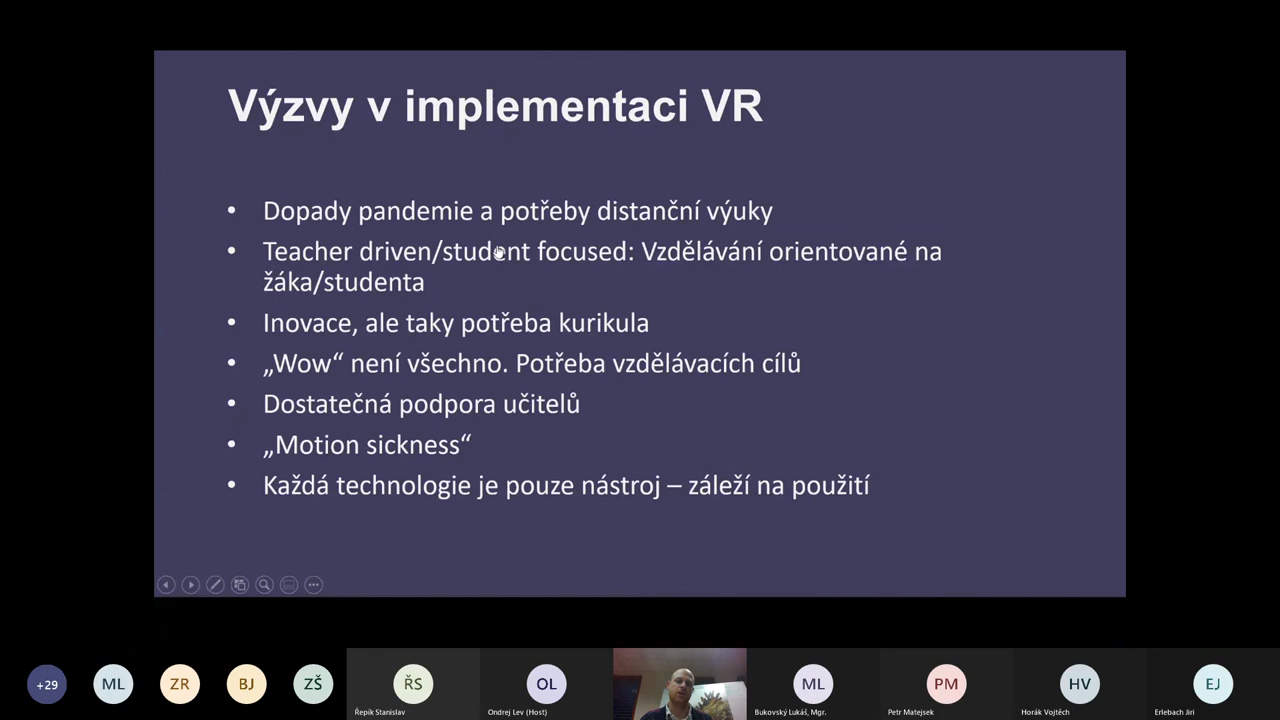 Výzvy v implementaci VR
• Dopady pandemie a potřeby distanční výuky
• Teacher driven/student focused: Vzdělávání orientované na
žáka/studenta
• Inovace, ale taky potřeba kurikula
• „Wow“ není všechno. Potřeba vzdělávacích cílů
• Dostatečná podpora učitelů
• „Motion sickness“
• Každá technologie je pouze nástroj – záleží na použití
+29 ML ZR BJ ZŠ ŘS OL ML PM HV EJ
Řepík Stanislav Ondrej Lev (Host) Bukovský Lukáš, Mgr. Petr Matejsek Horák Vojtěch Erlebach Jiri